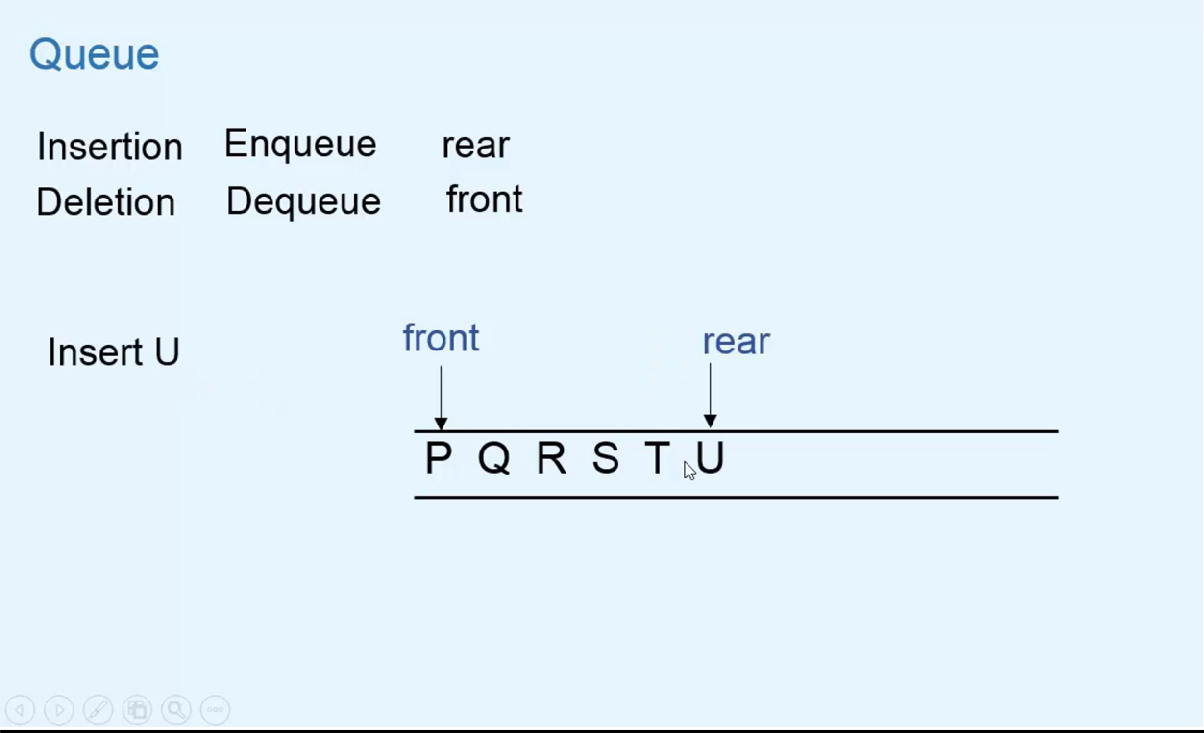 Queue
Insertion Enqueue rear
Deletion Dequeue front
Insert U
front rear
P Q R S T U